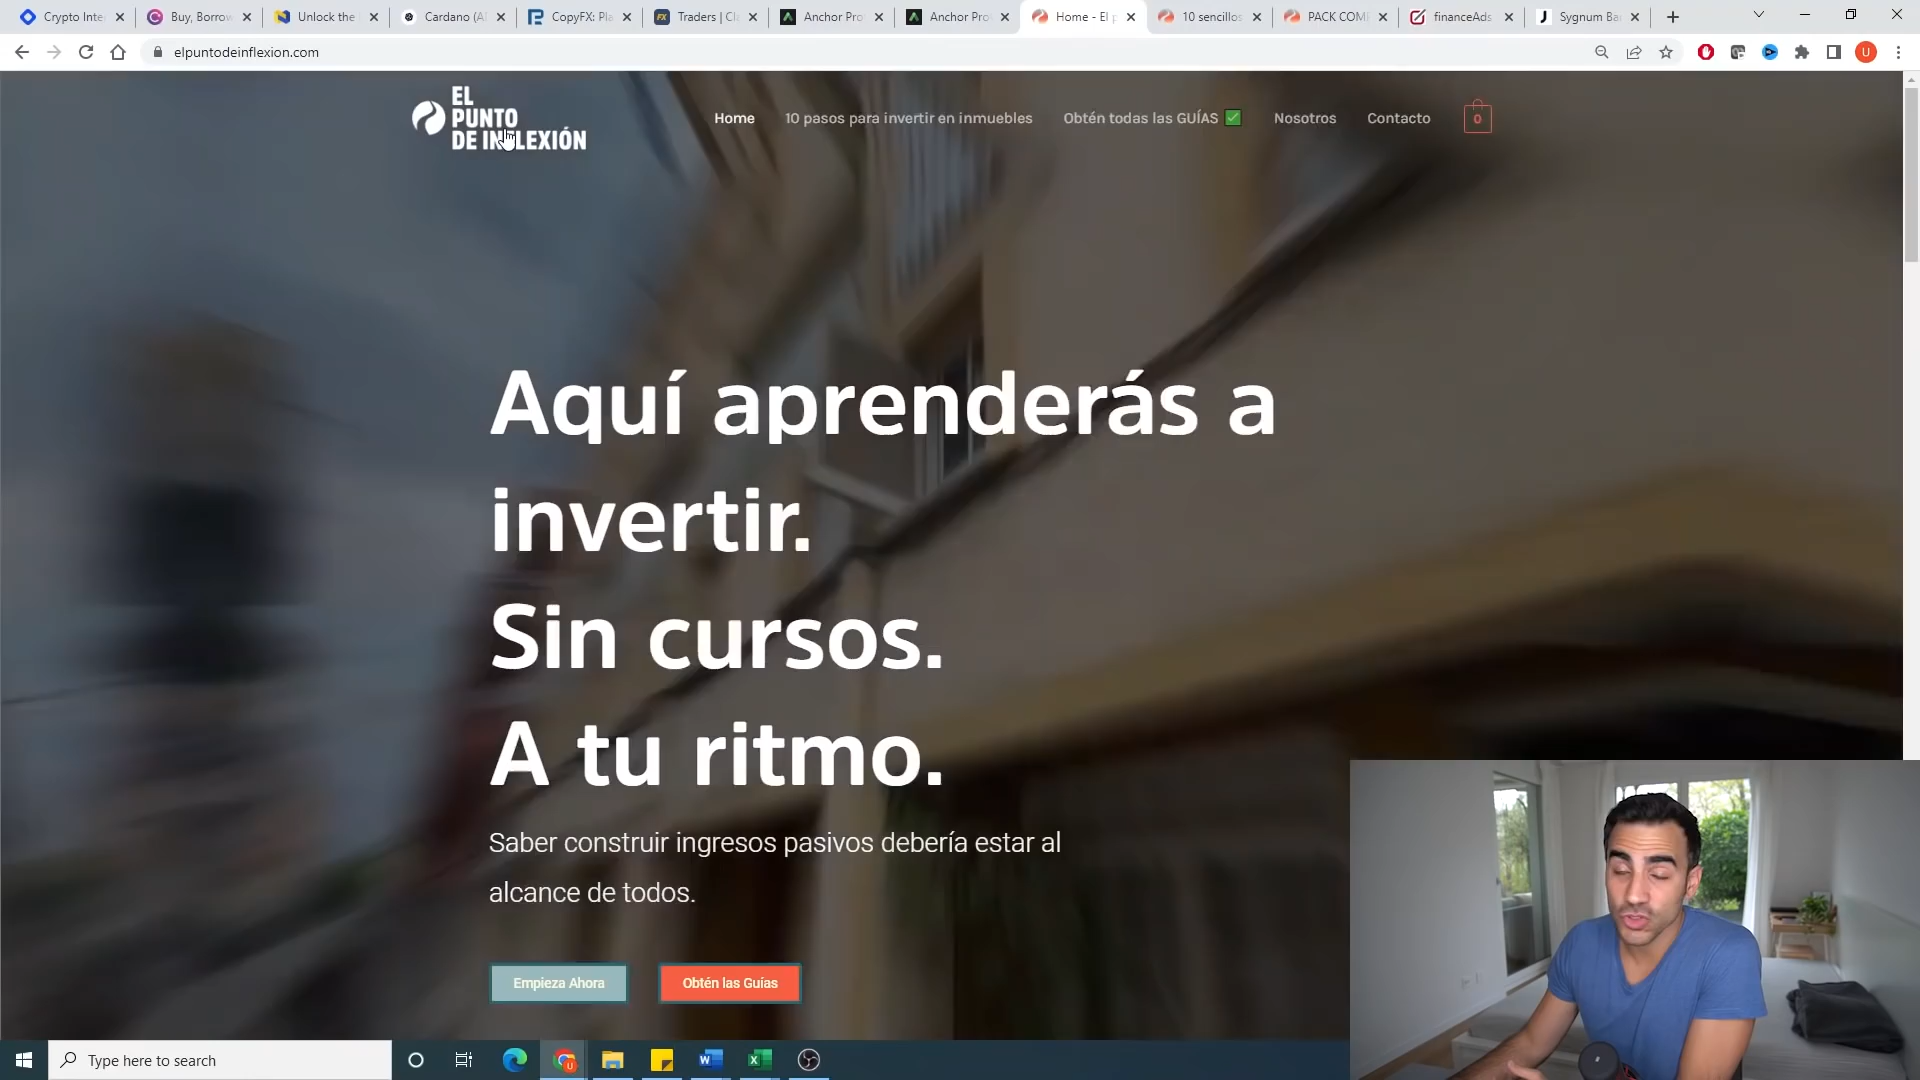 Crypto Inte
Buy, Borrow
Unlock the
Cardano (A
CopyFX: Pla
Traders | Cl
Anchor Pro
Anchor Pro
Home - El p
10 sencillos
PACK COM
financeAds
Sygnum Ba
elpuntodeinflexion.com
U
EL
PUNTO
DE INFLEXIÓN
Home
10 pasos para invertir en inmuebles
Obtén todas las GUÍAS ✅
Nosotros
Contacto
0
Aquí aprenderás a
invertir.
Sin cursos.
A tu ritmo.
Saber construir ingresos pasivos debería estar al
alcance de todos.
Empieza Ahora
Obtén las Guias
Type here to search